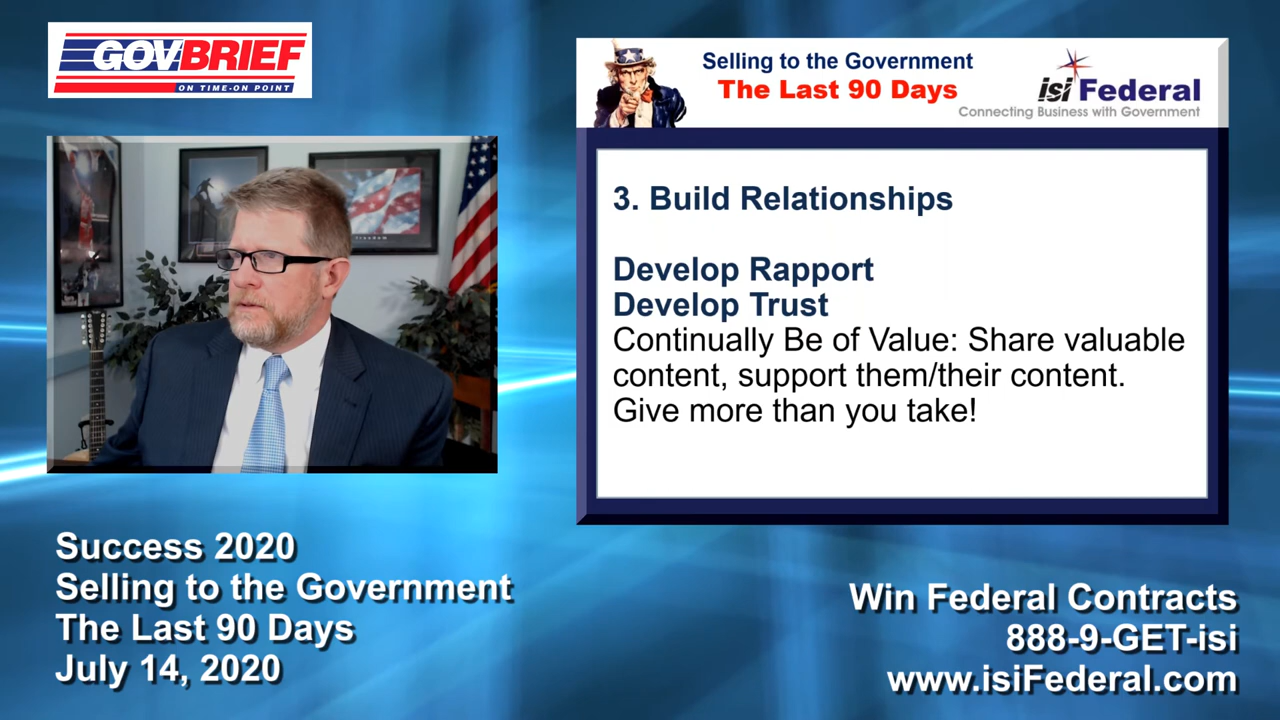 GOVBRIEF
ON TIME-ON POINT
Selling to the Government
The Last 90 Days
isi Federal
Connecting Business with Government
freedom
3. Build Relationships
Develop Rapport
Develop Trust
Continually Be of Value: Share valuable
content, support them/their content.
Give more than you take!
Success 2020
Selling to the Government
The Last 90 Days
July 14, 2020
Win Federal Contracts
888-9-GET-isi
www.isiFederal.com